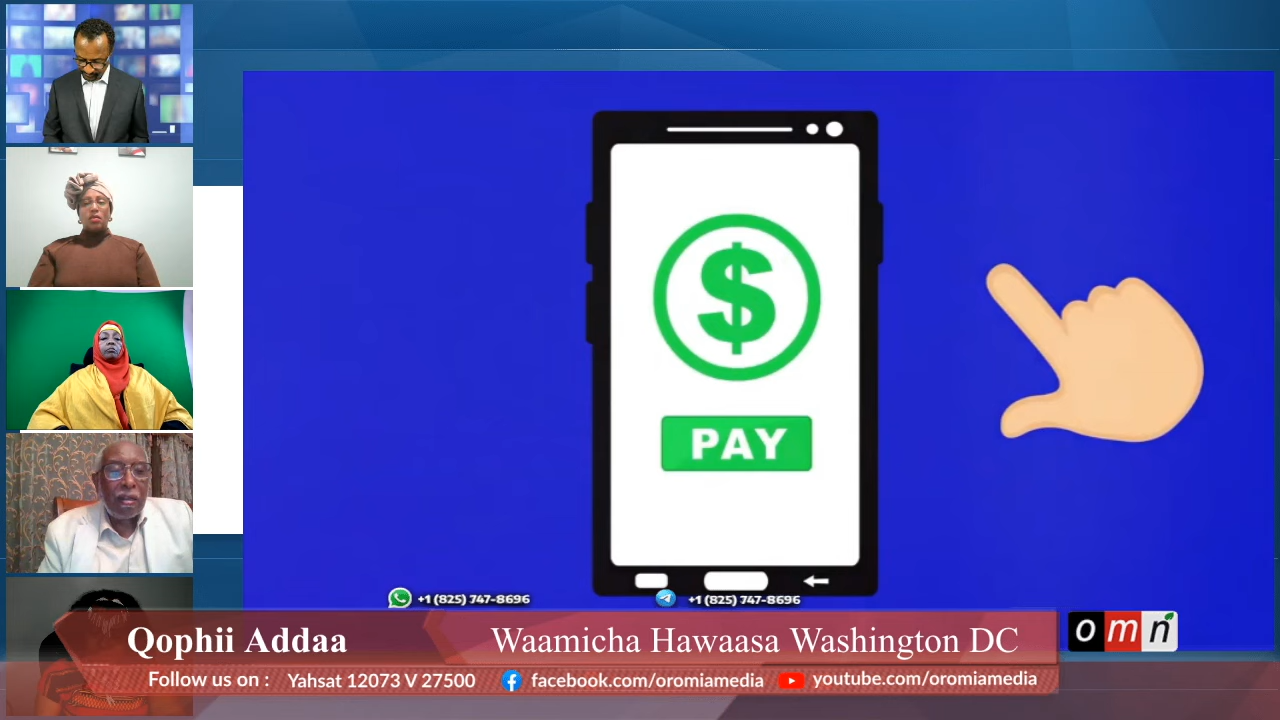 $
PAY
+1 (825) 747-8696
+1 (825) 747-8696
Qophii Addaa
Waamicha Hawaasa Washington DC
omn
Follow us on : Yahsat 12073 V 27500 facebook.com/oromiamedia youtube.com/oromiamedia